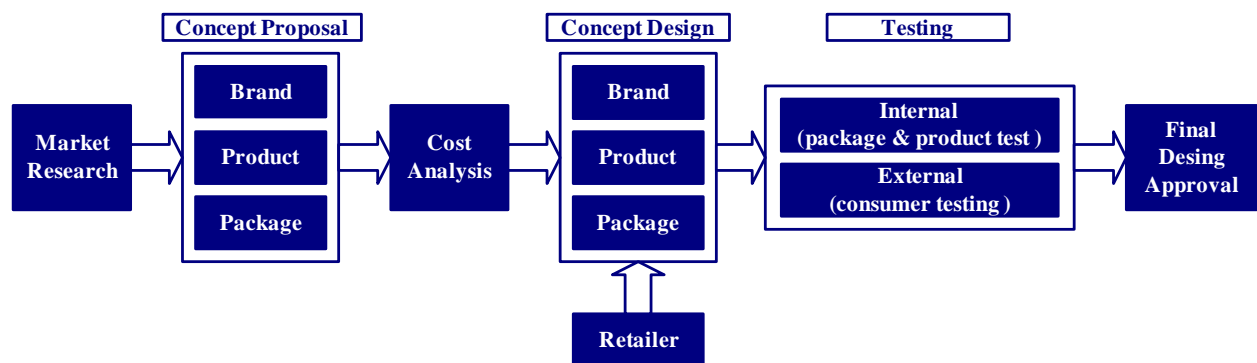 Concept Proposal
Concept Design
Testing
Market
Research
Brand
Product
Package
Cost
Analysis
Brand
Product
Package
Internal
(package & product test )
External
(consumer testing )
Final
Desing
Approval
Retailer